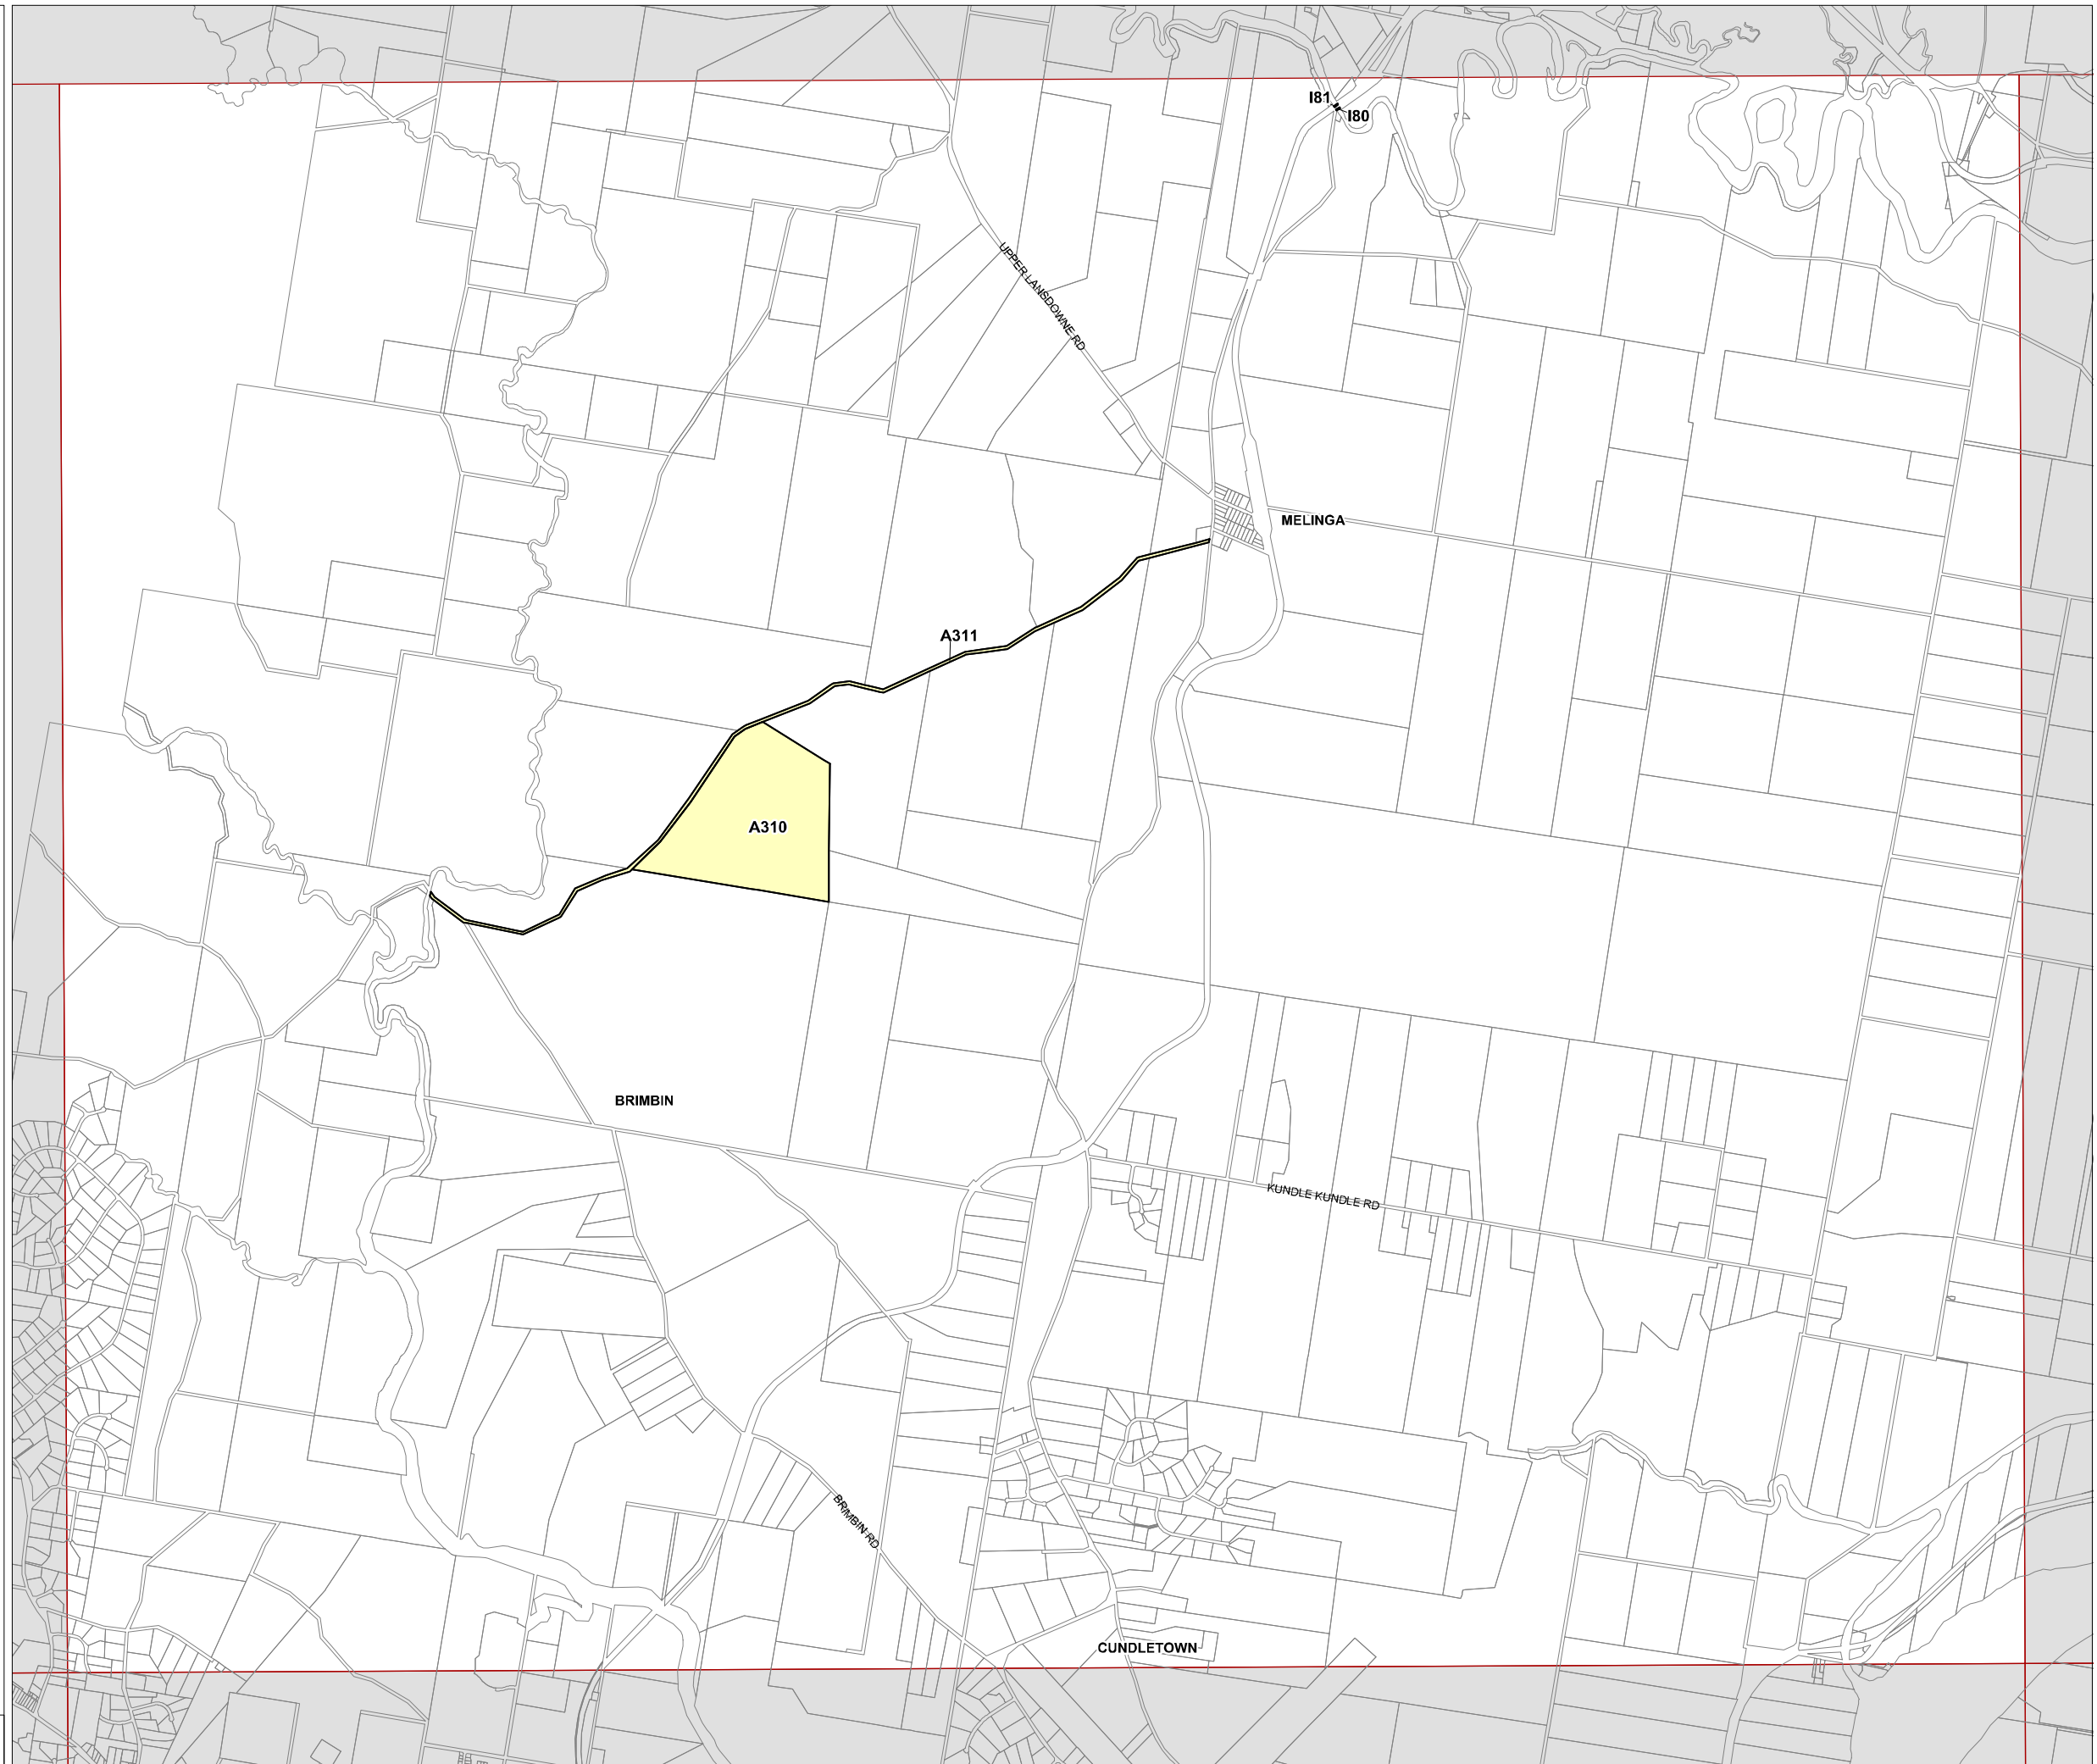 I81
I80
UPPER LANSDOWNE RD
MELINGA
A311
A310
BRIMBIN
KUNDLE KUNDLE RD
BRIMBIN RD
CUNDLETOWN